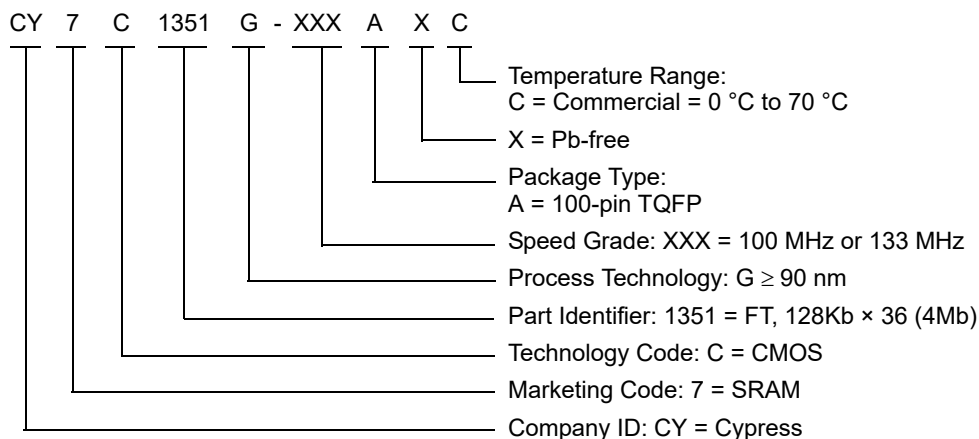 CY 7 C 1351 G - XXX A X C
Temperature Range:
C = Commercial = 0 °C to 70 °C
X = Pb-free
Package Type:
A = 100-pin TQFP
Speed Grade: XXX = 100 MHz or 133 MHz
Process Technology: G ≥ 90 nm
Part Identifier: 1351 = FT, 128Kb × 36 (4Mb)
Technology Code: C = CMOS
Marketing Code: 7 = SRAM
Company ID: CY = Cypress